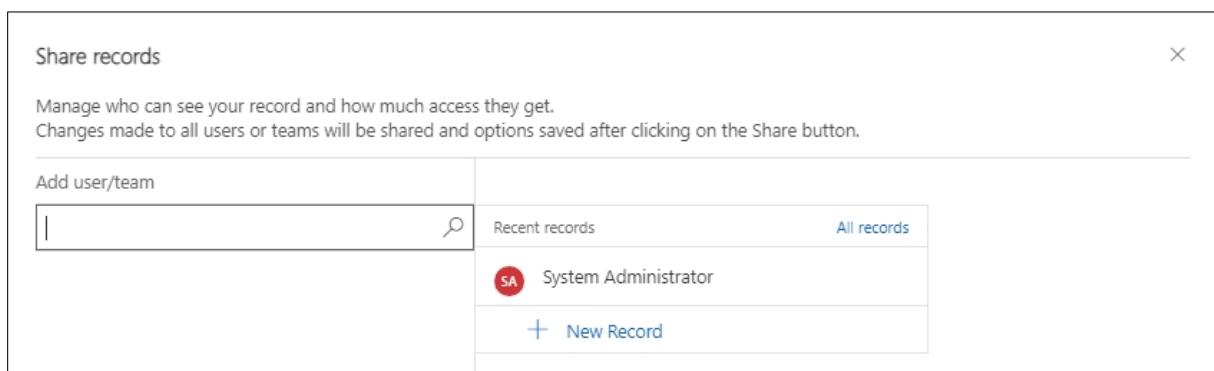 Share records
Manage who can see your record and how much access they get.
Changes made to all users or teams will be shared and options saved after clicking on the Share button.
Add user/team
Recent records All records
SA System Administrator
+ New Record